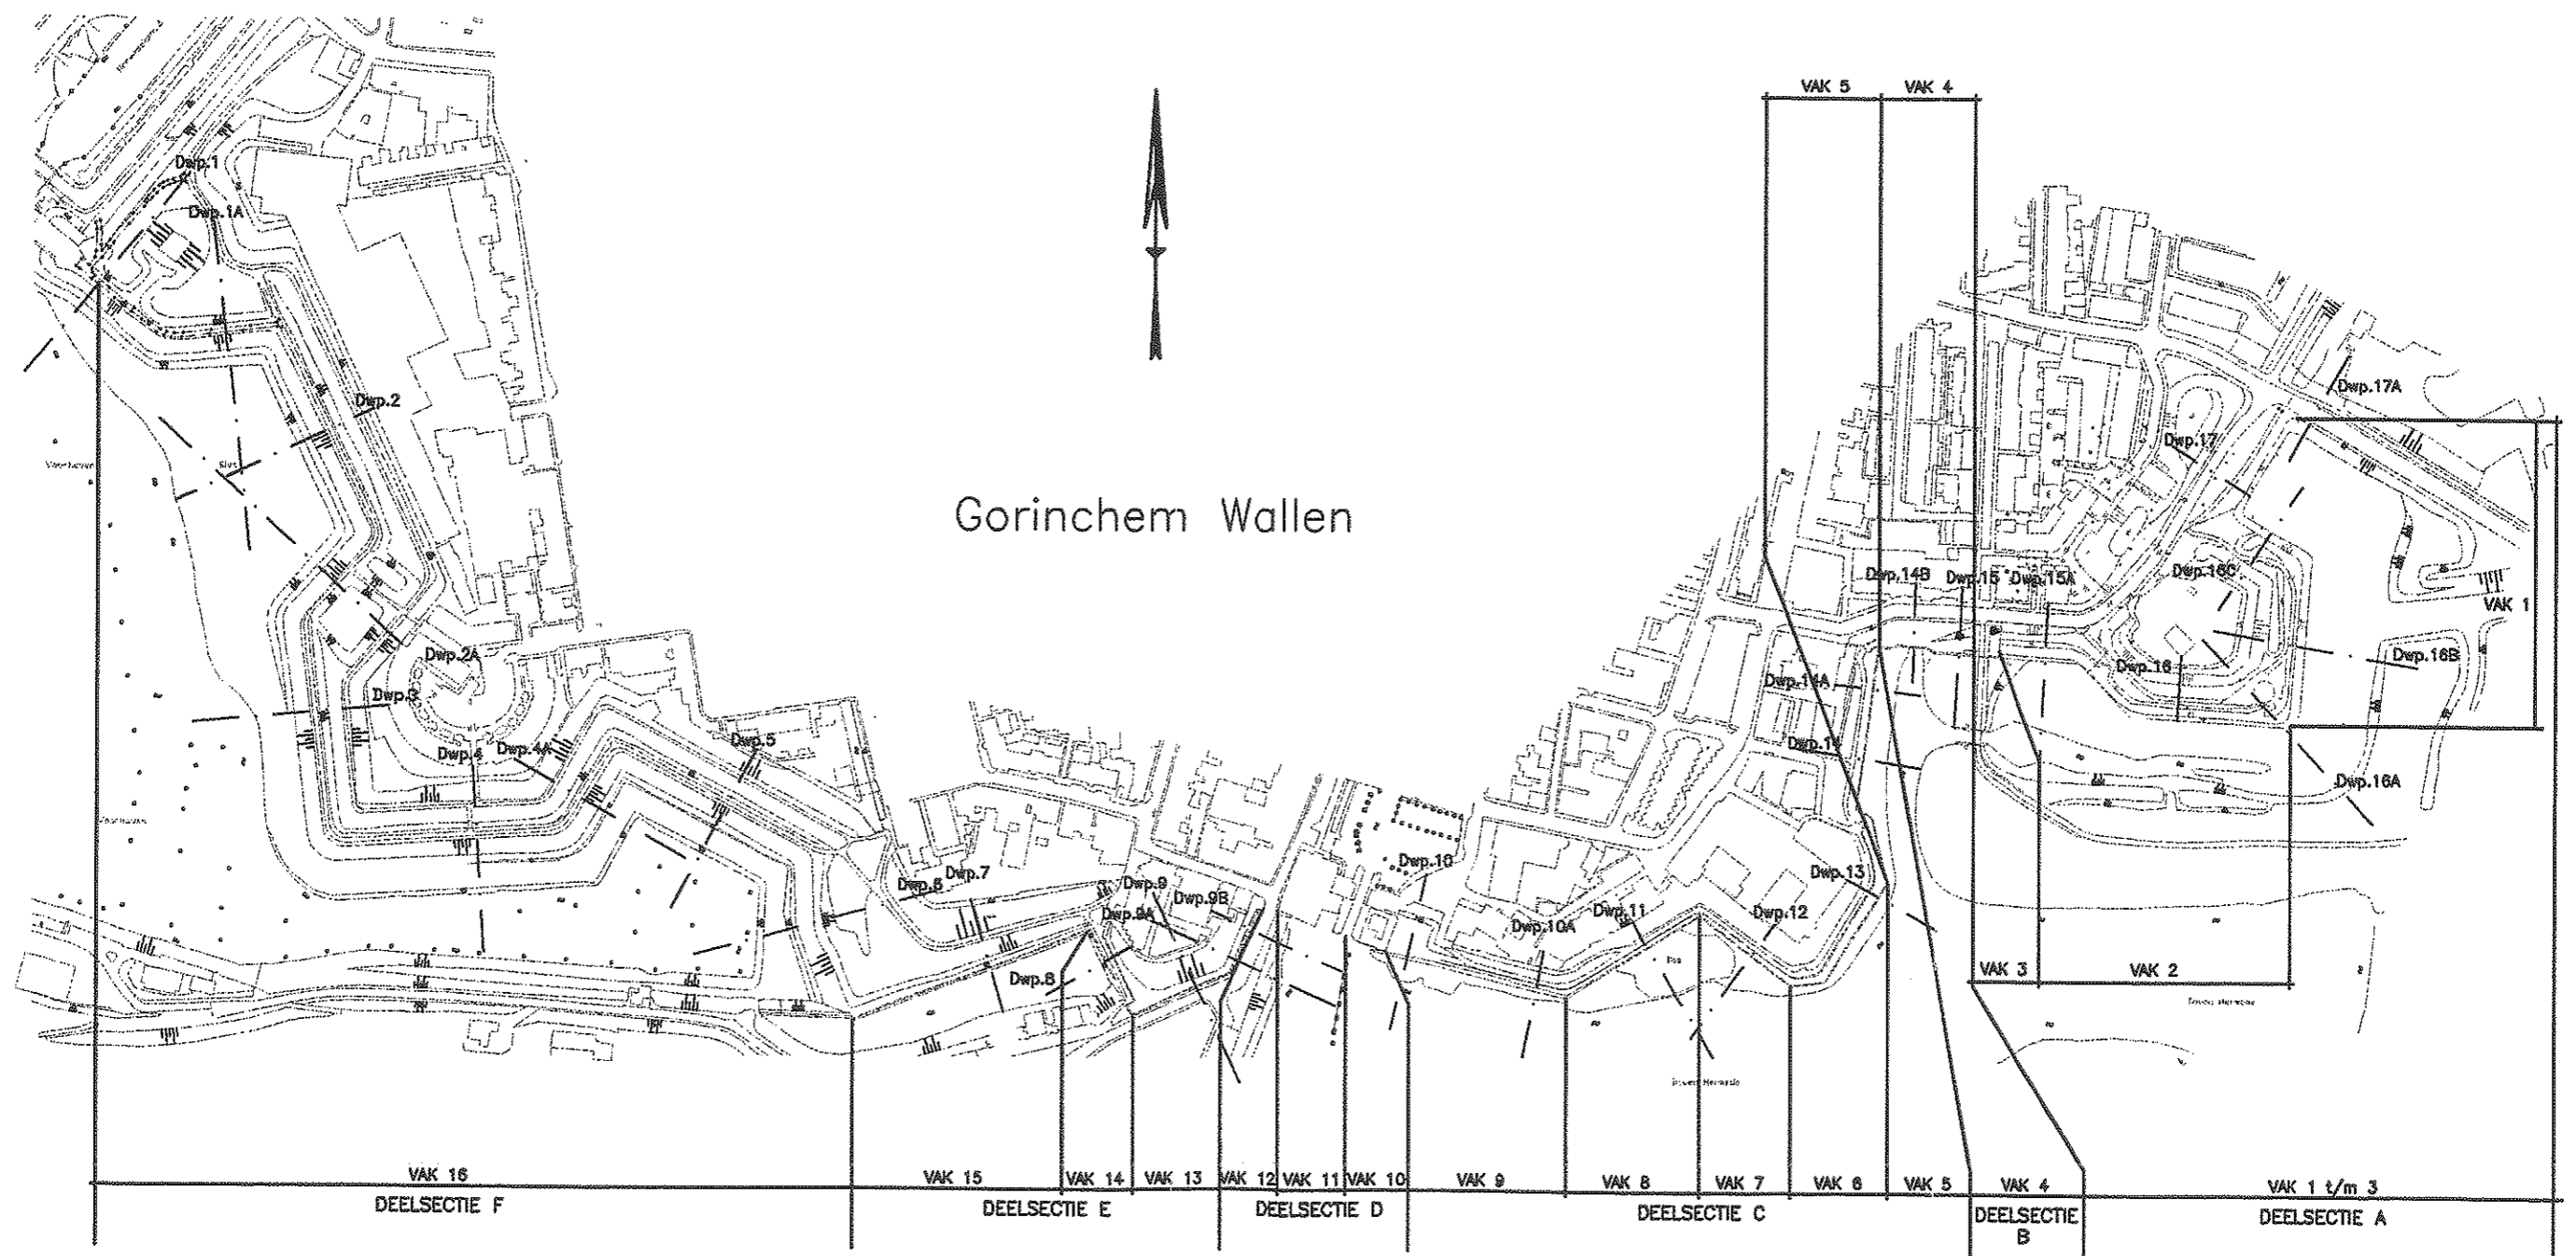 VAK 5
VAK 4
Dwp.1
Dwp.1A
Dwp.17A
Dwp.2
Dwp.17
Gorinchem Wallen
Dwp.14B
Dwp.15
Dwp.15A
Dwp.16C
VAK 1
Dwp.2A
Dwp.16
Dwp.16B
Dwp.3
Dwp.14A
Dwp.4
Dwp.4A
Dwp.5
Dwp.14
Dwp.16A
Dwp.10
Dwp.6
Dwp.7
Dwp.9
Dwp.9B
Dwp.13
Dwp.9A
Dwp.10A
Dwp.11
Dwp.12
Dwp.8
VAK 3
VAK 2
VAK 16
VAK 15
VAK 14
VAK 13
VAK 12
VAK 11
VAK 10
VAK 9
VAK 8
VAK 7
VAK 6
VAK 5
VAK 4
VAK 1 t/m 3
DEELSECTIE F
DEELSECTIE E
DEELSECTIE D
DEELSECTIE C
DEELSECTIE
B
DEELSECTIE A